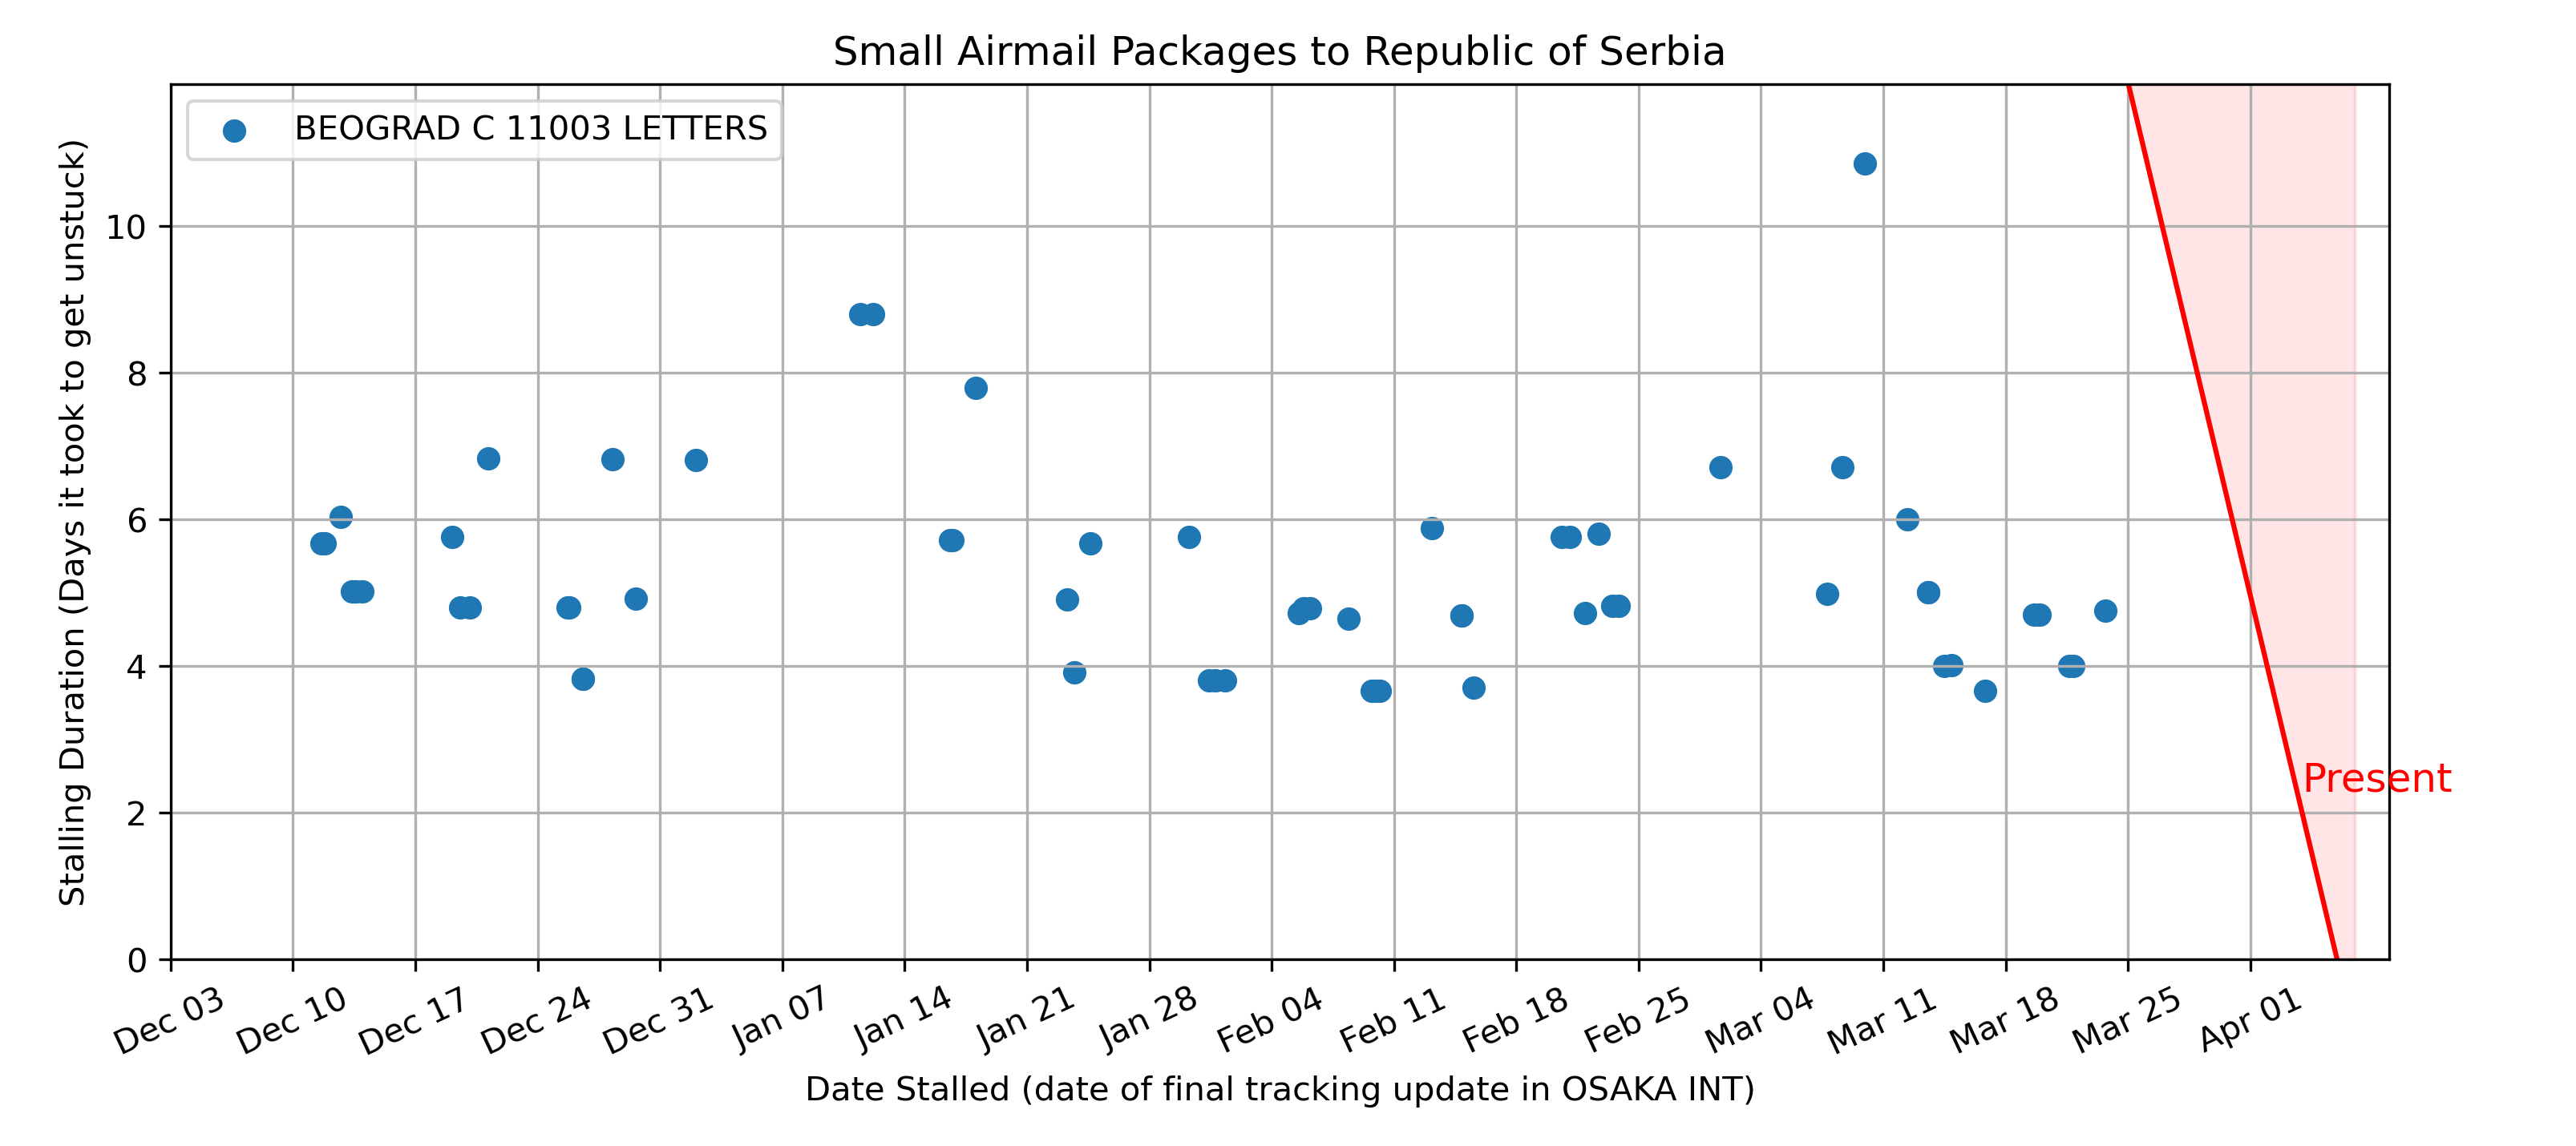 Small Airmail Packages to Republic of Serbia
BEOGRAD C 11003 LETTERS
Stalling Duration (Days it took to get unstuck)
10
8
6
4
2
0
Present
Dec 03 Dec 10 Dec 17 Dec 24 Dec 31 Jan 07 Jan 14 Jan 21 Jan 28 Feb 04 Feb 11 Feb 18 Feb 25 Mar 04 Mar 11 Mar 18 Mar 25 Apr 01
Date Stalled (date of final tracking update in OSAKA INT)